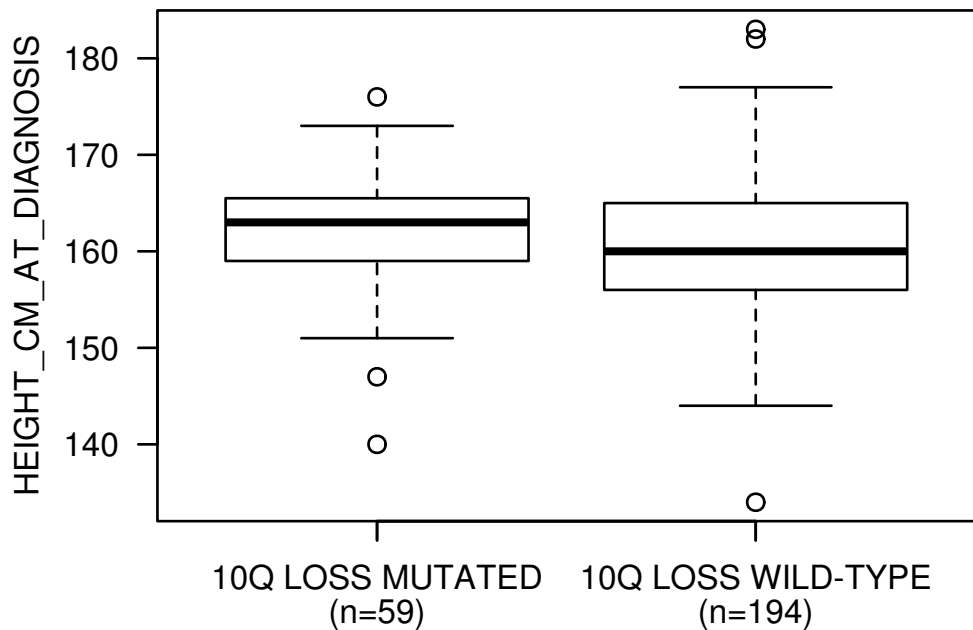 HEIGHT_CM_AT_DIAGNOSIS
180
170
160
150
140
10Q LOSS MUTATED
(n=59)
10Q LOSS WILD-TYPE
(n=194)